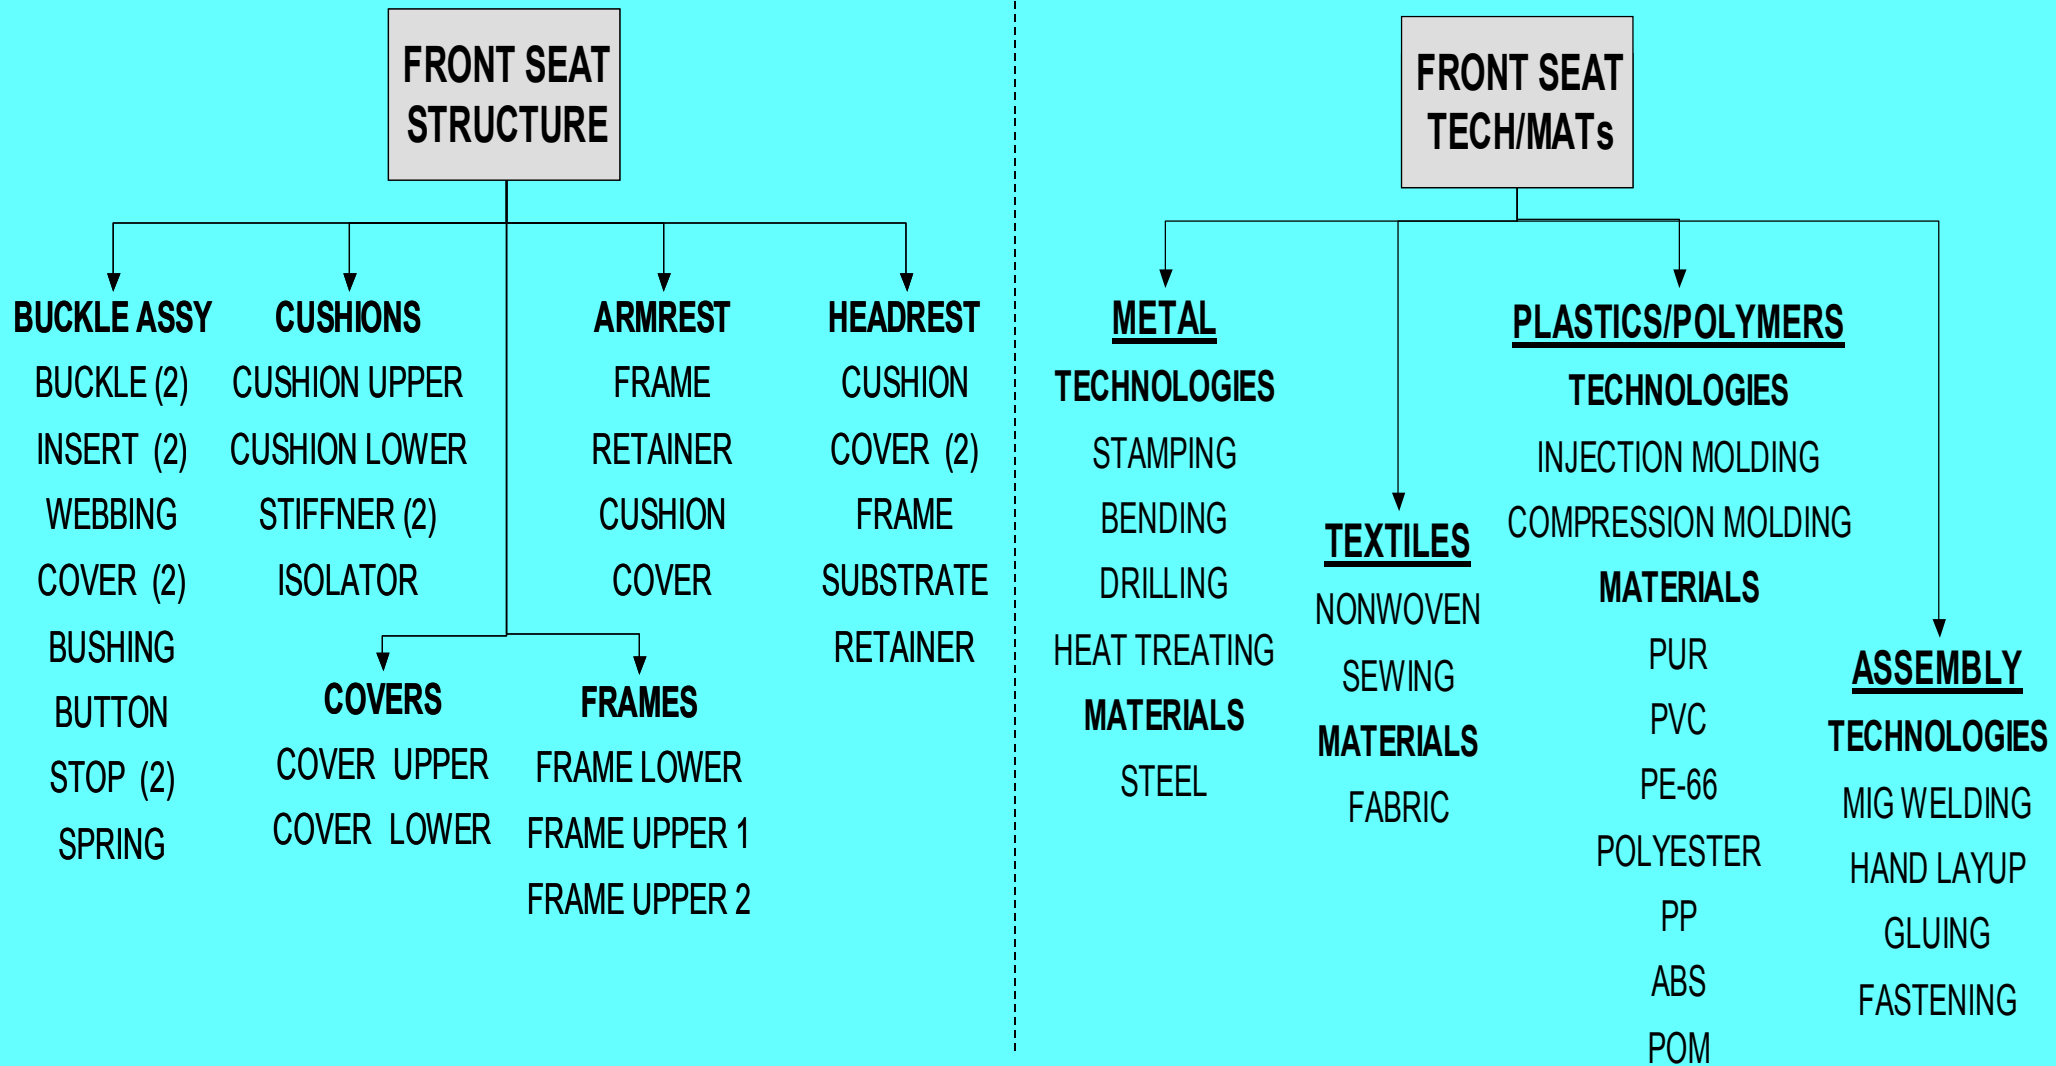 FRONT SEAT
STRUCTURE
BUCKLE ASSY
BUCKLE (2)
INSERT (2)
WEBBING
COVER (2)
BUSHING
BUTTON
STOP (2)
SPRING
CUSHIONS
CUSHION UPPER
CUSHION LOWER
STIFFNER (2)
ISOLATOR
COVERS
COVER UPPER
COVER LOWER
FRAMES
FRAME LOWER
FRAME UPPER 1
FRAME UPPER 2
ARMREST
FRAME
RETAINER
CUSHION
COVER
HEADREST
CUSHION
COVER (2)
FRAME
SUBSTRATE
RETAINER
FRONT SEAT
TECH/MATs
METAL
TECHNOLOGIES
STAMPING
BENDING
DRILLING
HEAT TREATING
MATERIALS
STEEL
TEXTILES
NONWOVEN
SEWING
MATERIALS
FABRIC
PLASTICS/POLYMERS
TECHNOLOGIES
INJECTION MOLDING
COMPRESSION MOLDING
MATERIALS
PUR
PVC
PE-66
POLYESTER
PP
ABS
POM
ASSEMBLY
TECHNOLOGIES
MIG WELDING
HAND LAYUP
GLUING
FASTENING